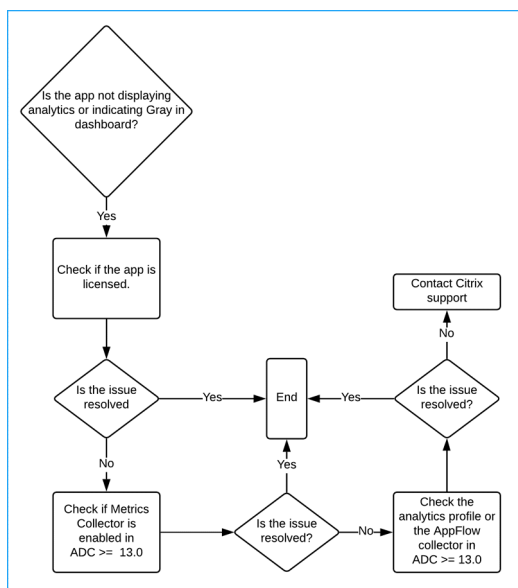 Is the app not displaying
analytics or indicating Gray in
dashboard?
Yes
Check if the app is
licensed.
Is the issue
resolved
Yes
End
Yes
Is the issue
resolved?
No
Contact Citrix
support
No
Check if Metrics
Collector is
enabled in
ADC >= 13.0
Is the issue
resolved?
Yes
No
Check the
analytics profile or
the AppFlow
collector in
ADC >= 13.0